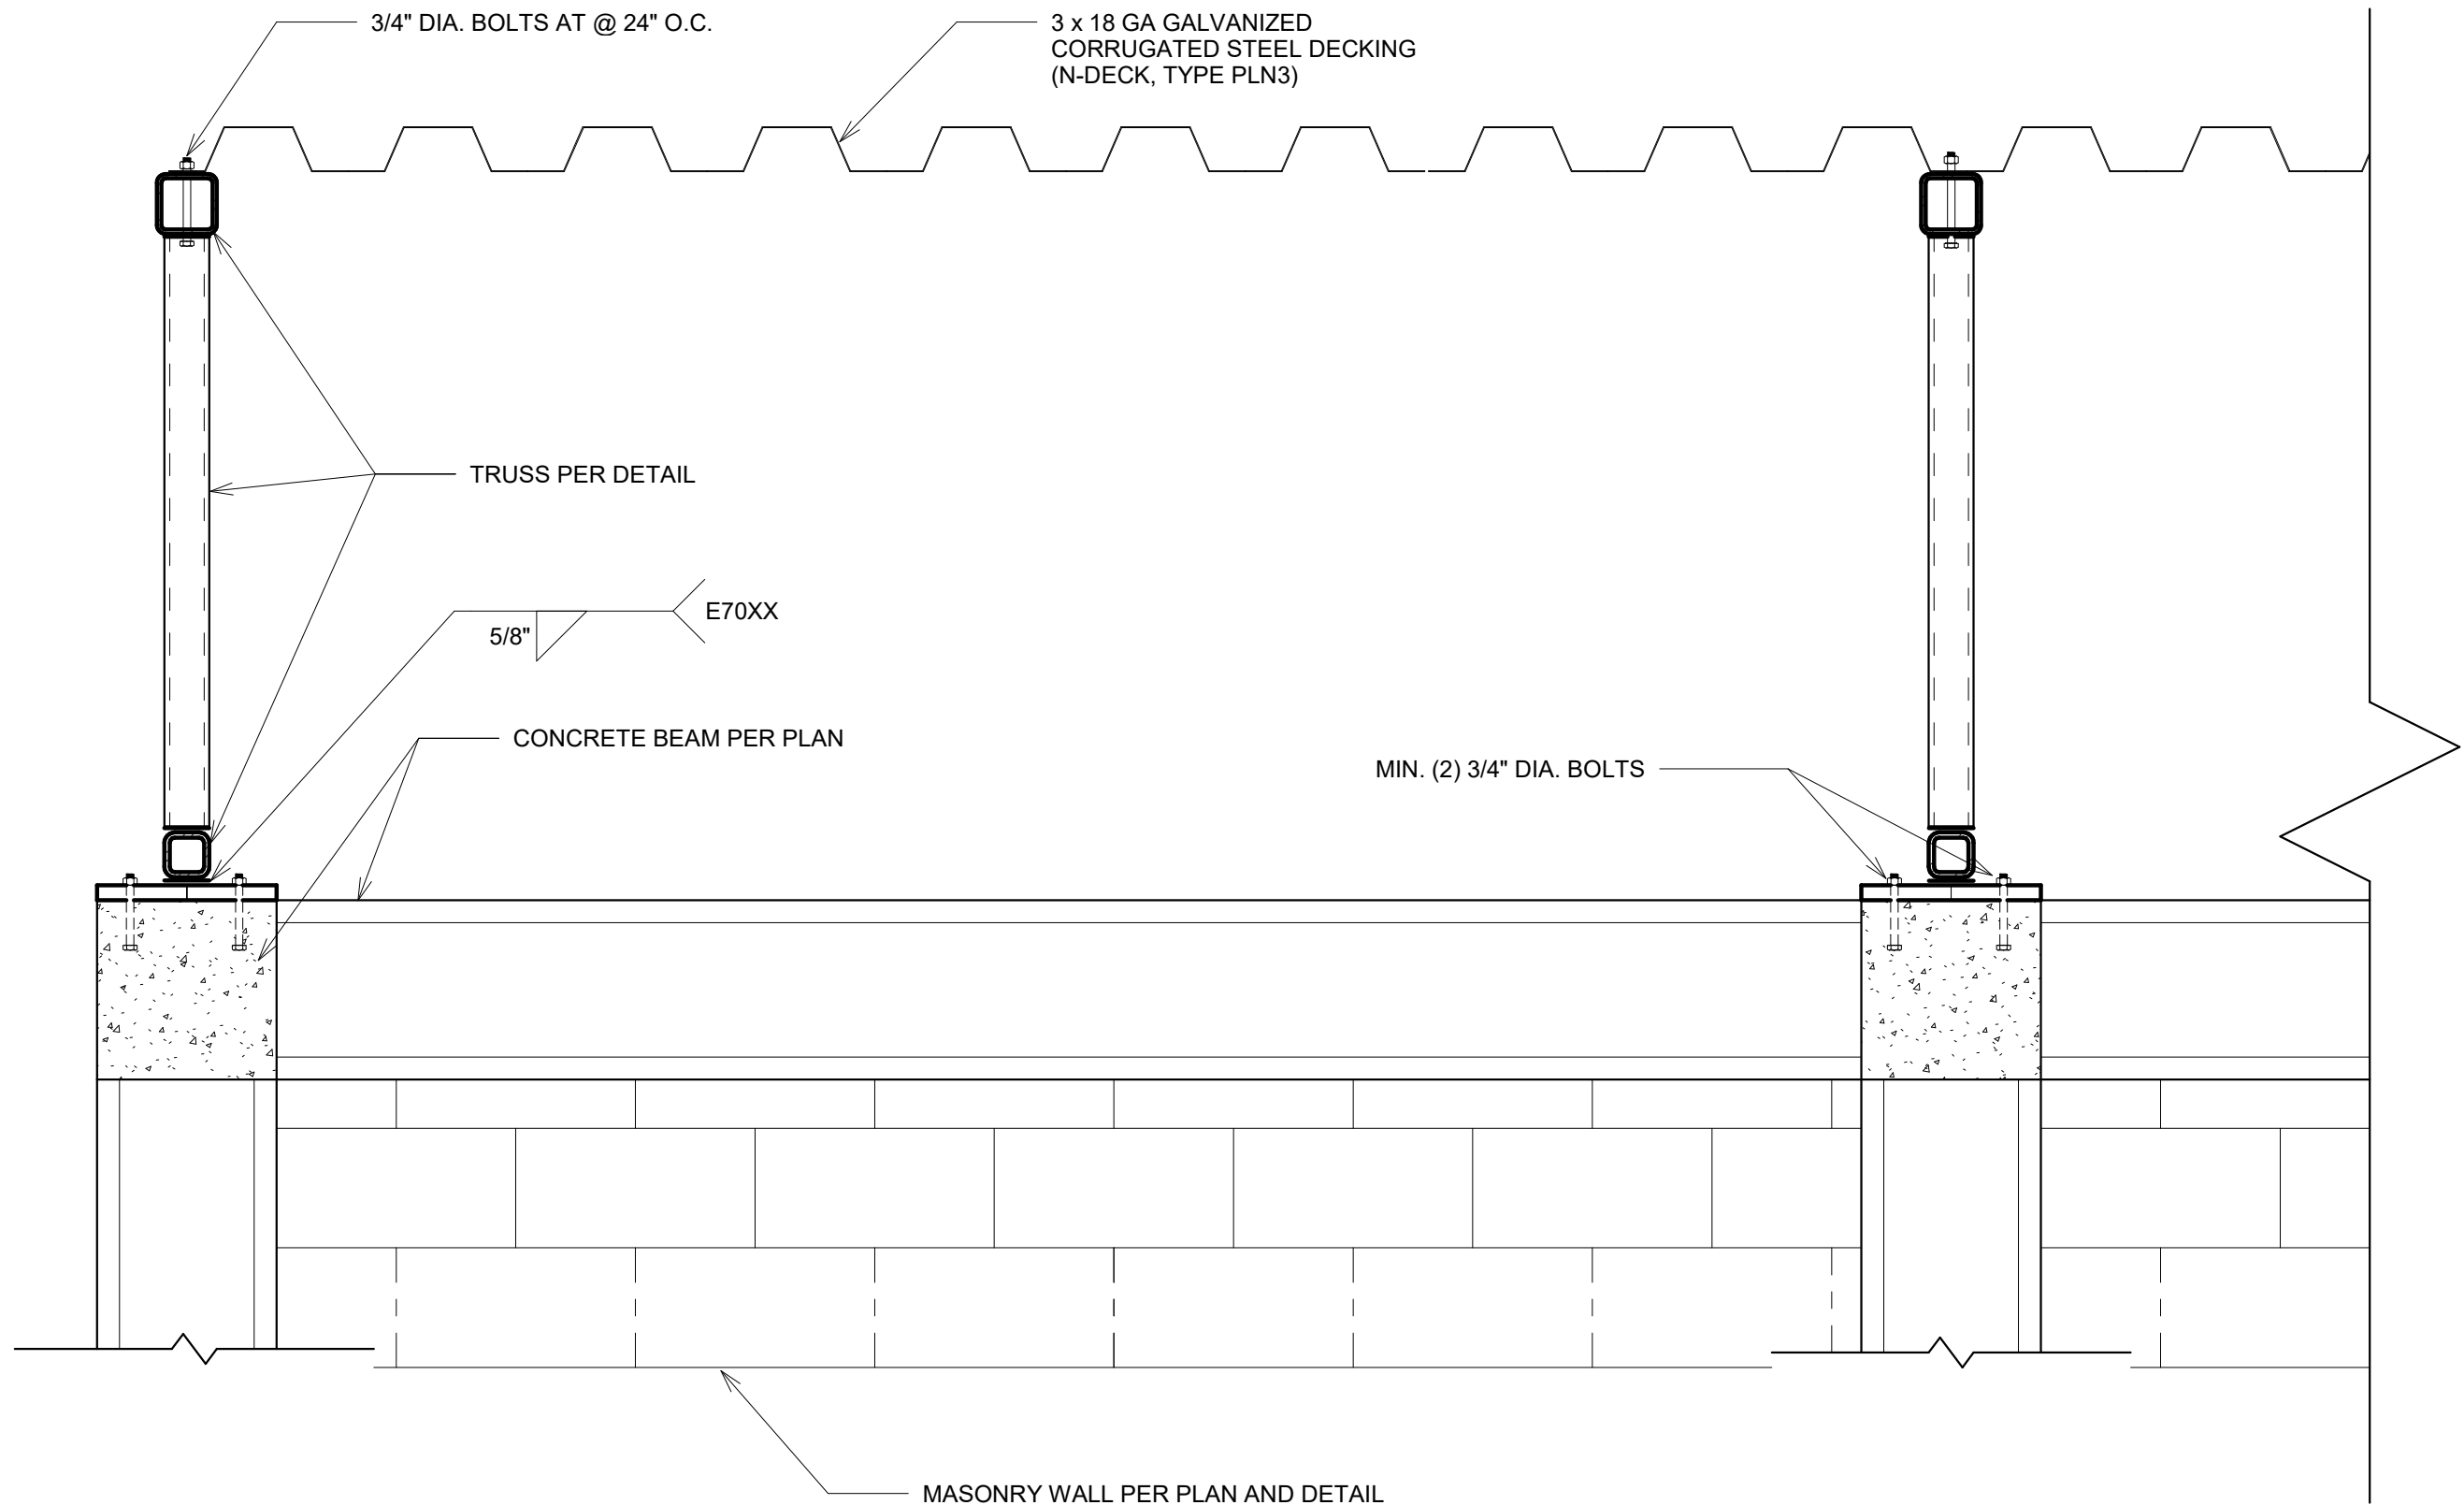 3/4" DIA. BOLTS AT @ 24" O.C.
3 x 18 GA GALVANIZED
CORRUGATED STEEL DECKING
(N-DECK, TYPE PLN3)
TRUSS PER DETAIL
E70XX
5/8"
CONCRETE BEAM PER PLAN
MIN. (2) 3/4" DIA. BOLTS
MASONRY WALL PER PLAN AND DETAIL